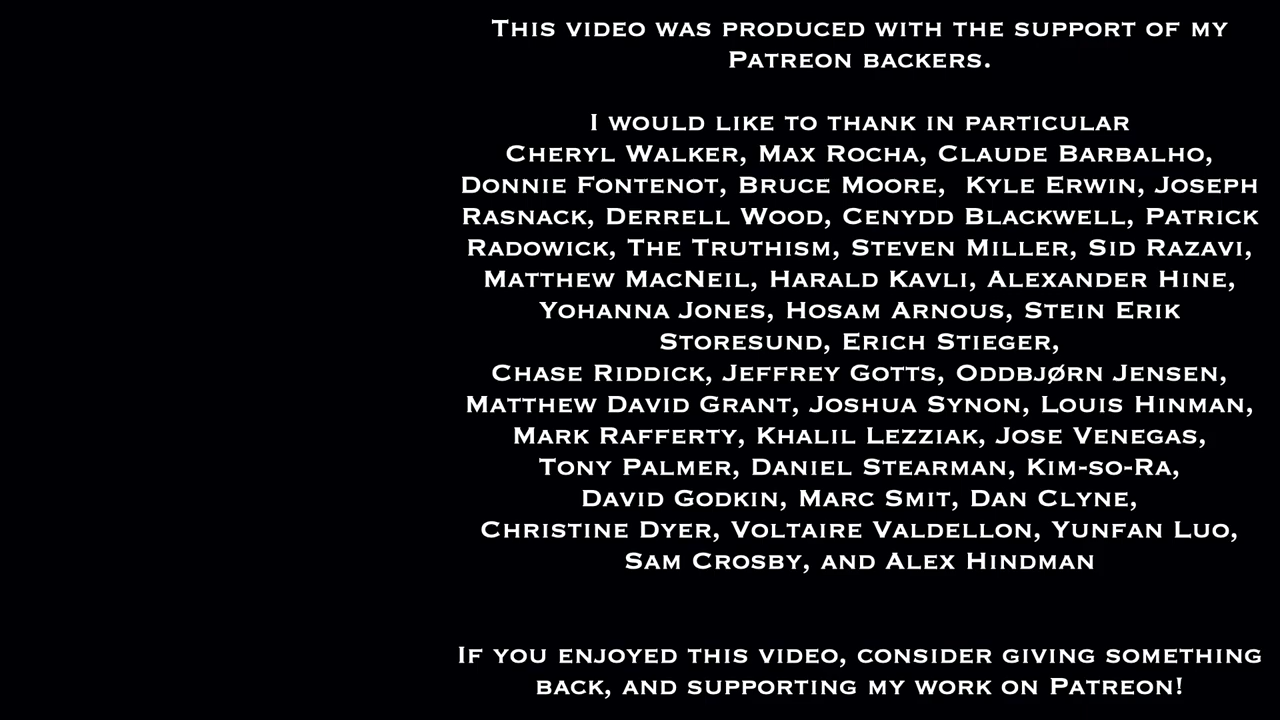 This video was produced with the support of my
Patreon backers.
I would like to thank in particular
Cheryl Walker, Max Rocha, Claude Barbalho,
Donnie Fontenot, Bruce Moore,  Kyle Erwin, Joseph
Rasnack, Derrell Wood, Cenydd Blackwell, Patrick
Radowick, The Truthism, Steven Miller, Sid Razavi,
Matthew MacNeil, Harald Kavli, Alexander Hine,
Yohanna Jones, Hosam Arnous, Stein Erik
Storesund, Erich Stieger,
Chase Riddick, Jeffrey Gotts, Oddbjørn Jensen,
Matthew David Grant, Joshua Synon, Louis Hinman,
Mark Rafferty, Khalil Lezziak, Jose Venegas,
Tony Palmer, Daniel Stearman, Kim-so-Ra,
David Godkin, Marc Smit, Dan Clyne,
Christine Dyer, Voltaire Valdellon, Yunfan Luo,
Sam Crosby, and Alex Hindman
If you enjoyed this video, consider giving something
back, and supporting my work on Patreon!